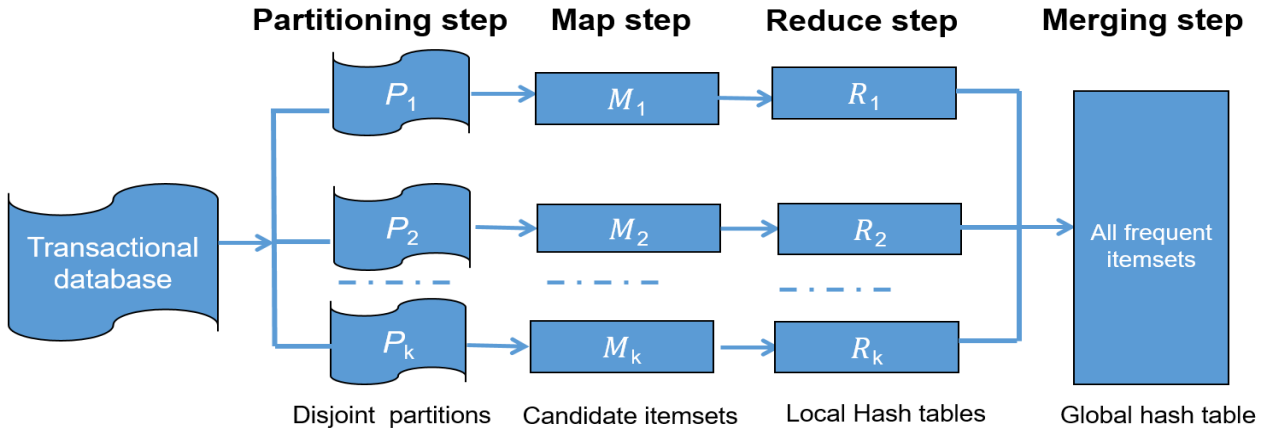 Partitioning step
Map step
Reduce step
Merging step
P1
M1
R1
Transactional
database
P2
M2
R2
All frequent
itemsets
Pk
Mk
Rk
Disjoint partitions
Candidate itemsets
Local Hash tables
Global hash table